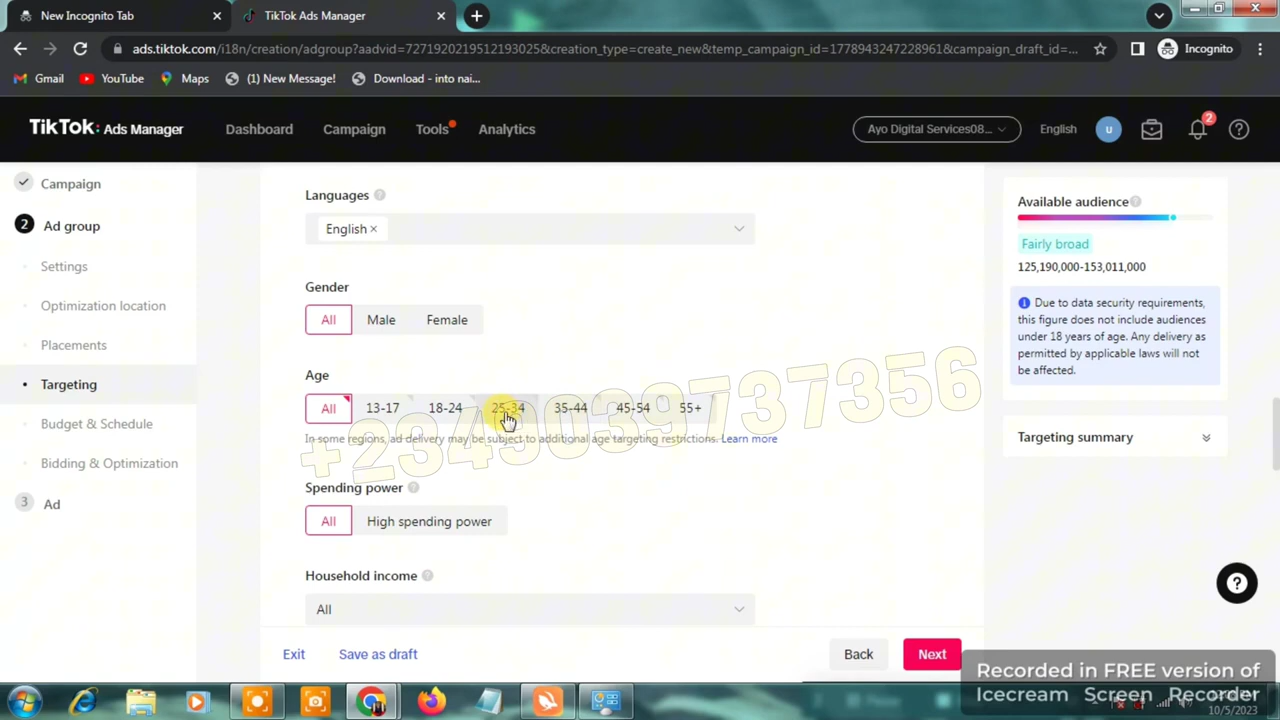 New Incognito Tab
TikTok Ads Manager
ads.tiktok.com/i18n/creation/adgroup?aadvid=7271920219512193025&creation_type=create_new&temp_campaign_id=1778943247228961&campaign_draft_id=...
Incognito
Gmail YouTube Maps (1) New Message! Download - into nai...
TikTok: Ads Manager Dashboard Campaign Tools Analytics Ayo Digital Services08... English u 2
Campaign
2 Ad group
Settings
Optimization location
Placements
Targeting
Budget & Schedule
Bidding & Optimization
3 Ad
Languages
English ×
Gender
All Male Female
Age
All 13-17 18-24 25-34 35-44 45-54 55+
In some regions, ad delivery may be subject to additional age targeting restrictions. Learn more
+2349039737356
Spending power
All High spending power
Household income
All
Exit Save as draft Back Next
Available audience
Fairly broad
125,190,000-153,011,000
Due to data security requirements,
this figure does not include audiences
under 18 years of age. Any delivery as
permitted by applicable laws will not
be affected.
Targeting summary
Recorded in FREE version of
Icecream Screen Recorder
10/5/2023